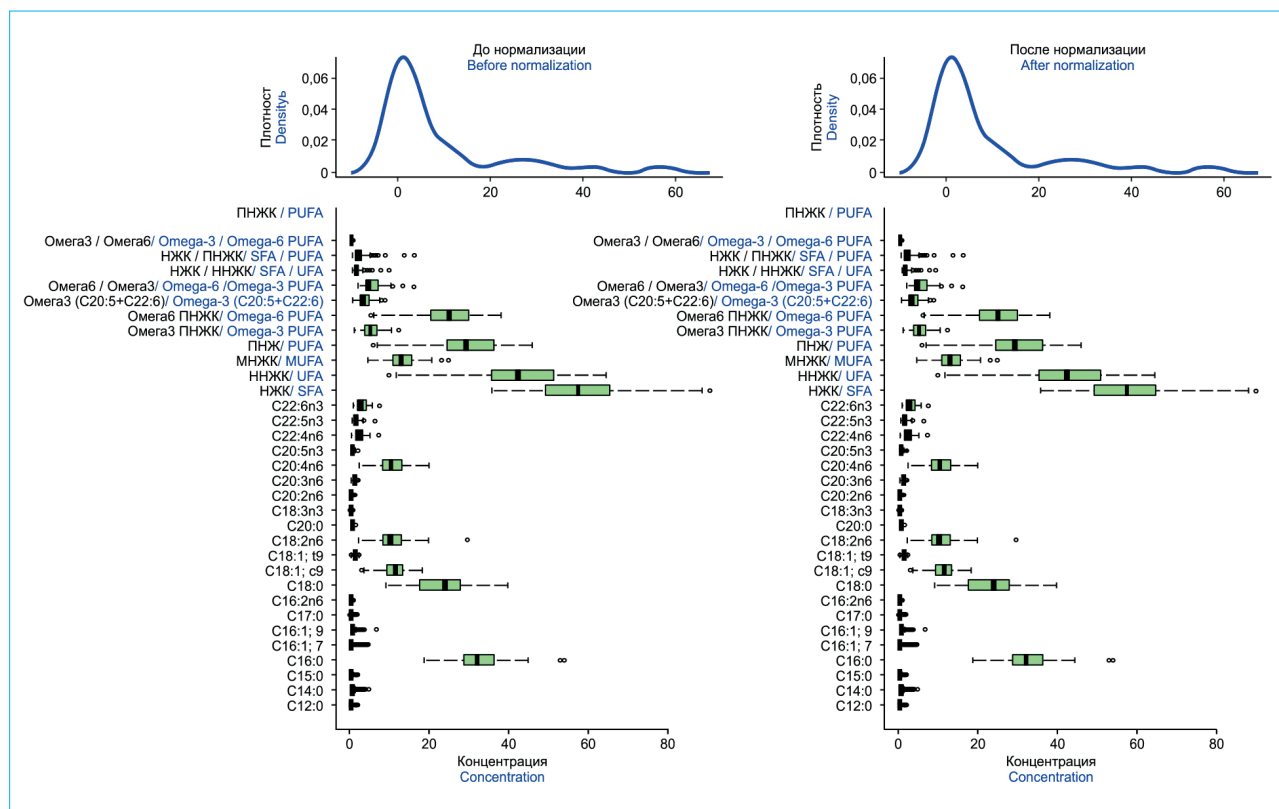 До нормализации
Before normalization
Плотност
Densityь
0,06
0,04
0,02
0
0 20 40 60
ПНЖК / PUFA
Омега3 / Омега6/ Omega-3 / Omega-6 PUFA
НЖК / ПНЖК/ SFA / PUFA
НЖК / ННЖК/ SFA / UFA
Омега6 / Омега3/ Omega-6 /Omega-3 PUFA
Омега3 (C20:5+C22:6)/ Omega-3 (C20:5+C22:6)
Омега6 ПНЖК/ Omega-6 PUFA
Омега3 ПНЖК/ Omega-3 PUFA
ПНЖ/ PUFA
МНЖК/ MUFA
ННЖК/ UFA
НЖК/ SFA
C22:6n3
C22:5n3
C22:4n6
C20:5n3
C20:4n6
C20:3n6
C20:2n6
C18:3n3
C20:0
C18:2n6
C18:1; t9
C18:1; c9
C18:0
C16:2n6
C17:0
C16:1; 9
C16:1; 7
C16:0
C15:0
C14:0
C12:0
0 20 40 60 80
Концентрация
Concentration
После нормализации
After normalization
Плотность
Density
0,06
0,04
0,02
0
0 20 40 60
ПНЖК / PUFA
Омега3 / Омега6/ Omega-3 / Omega-6 PUFA
НЖК / ПНЖК/ SFA / PUFA
НЖК / ННЖК/ SFA / UFA
Омега6 / Омега3/ Omega-6 /Omega-3 PUFA
Омега3 (C20:5+C22:6)/ Omega-3 (C20:5+C22:6)
Омега6 ПНЖК/ Omega-6 PUFA
Омега3 ПНЖК/ Omega-3 PUFA
ПНЖ/ PUFA
МНЖК/ MUFA
ННЖК/ UFA
НЖК/ SFA
C22:6n3
C22:5n3
C22:4n6
C20:5n3
C20:4n6
C20:3n6
C20:2n6
C18:3n3
C20:0
C18:2n6
C18:1; t9
C18:1; c9
C18:0
C16:2n6
C17:0
C16:1; 9
C16:1; 7
C16:0
C15:0
C14:0
C12:0
0 20 40 60 80
Концентрация
Concentration